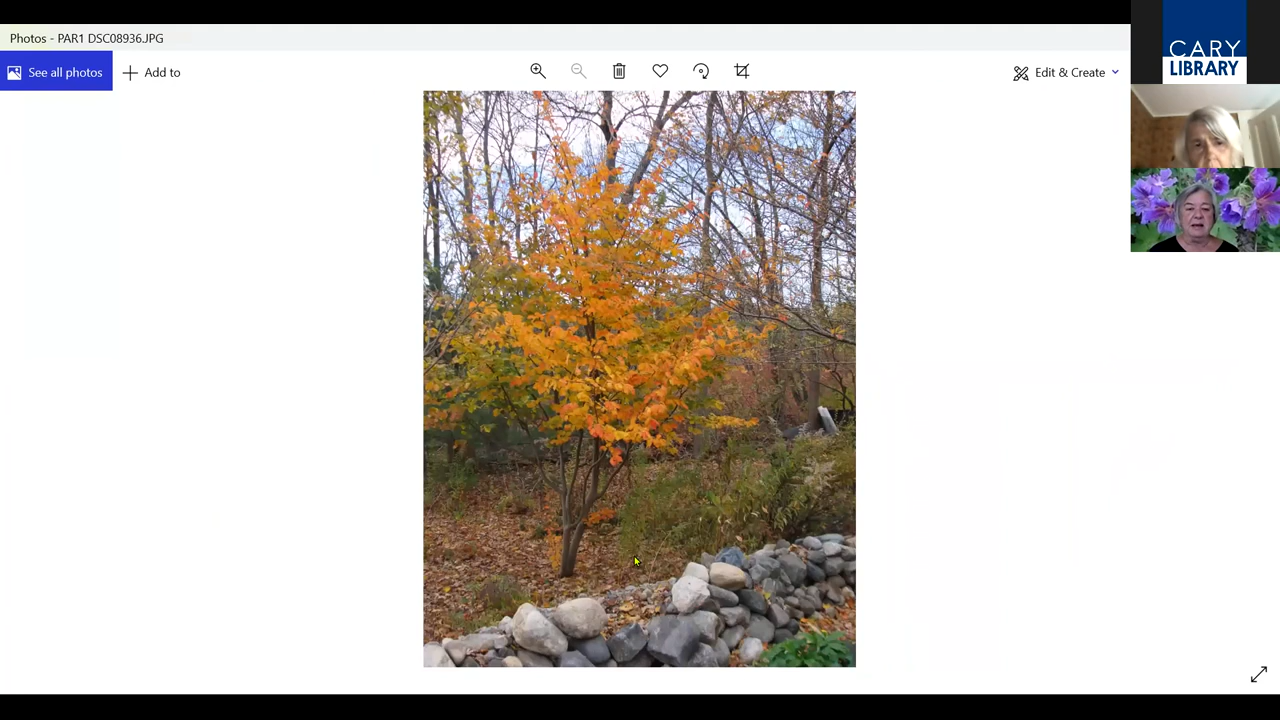 Photos - PAR1 DSC08936.JPG
See all photos
Add to
Edit & Create
CARY
LIBRARY